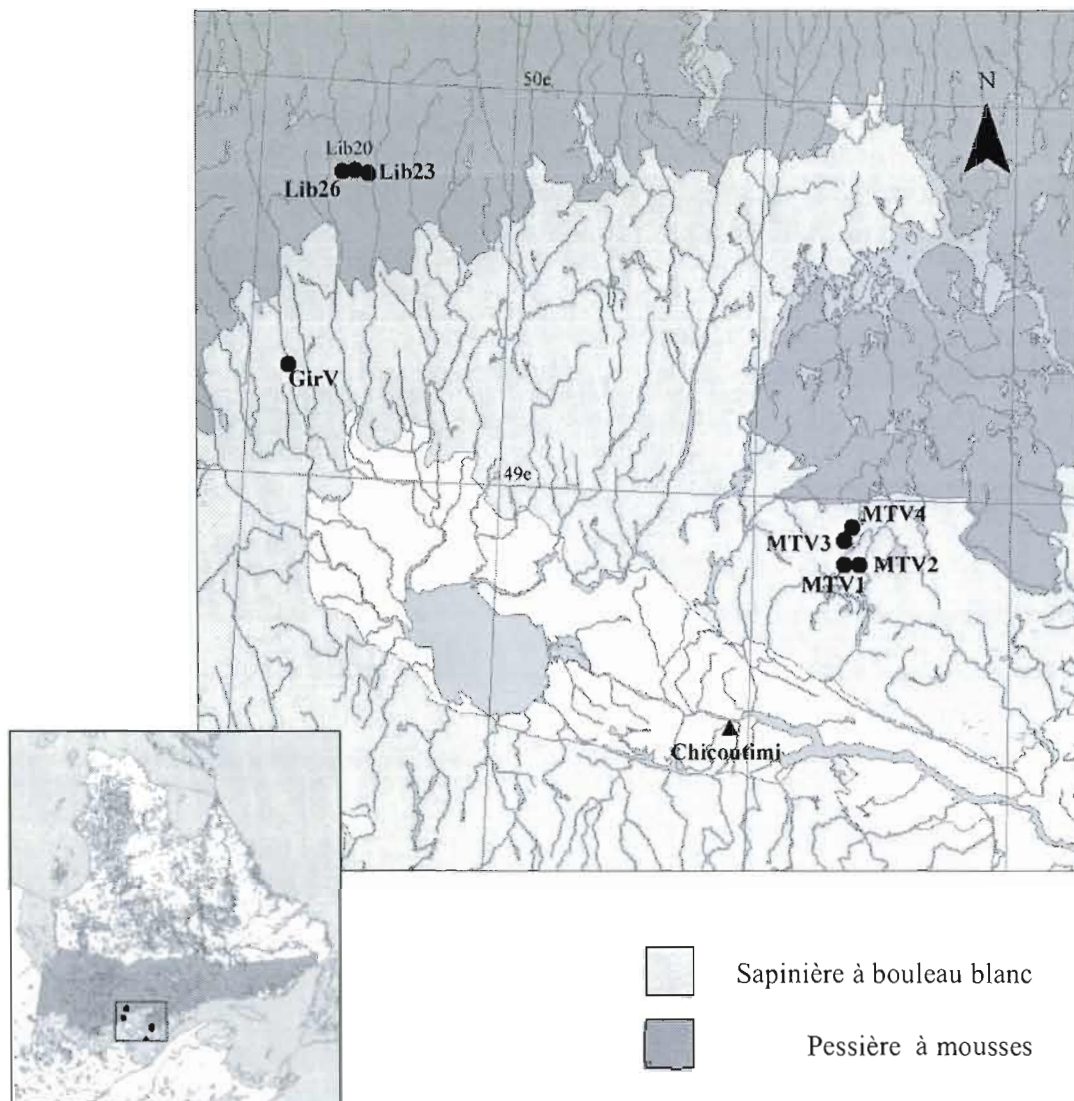 50e
N
Lib20
Lib26
Lib23
GirV
49e
MTV4
MTV3
MTV1
MTV2
Chicoutimi
Sapinière à bouleau blanc
Pessière à mousses